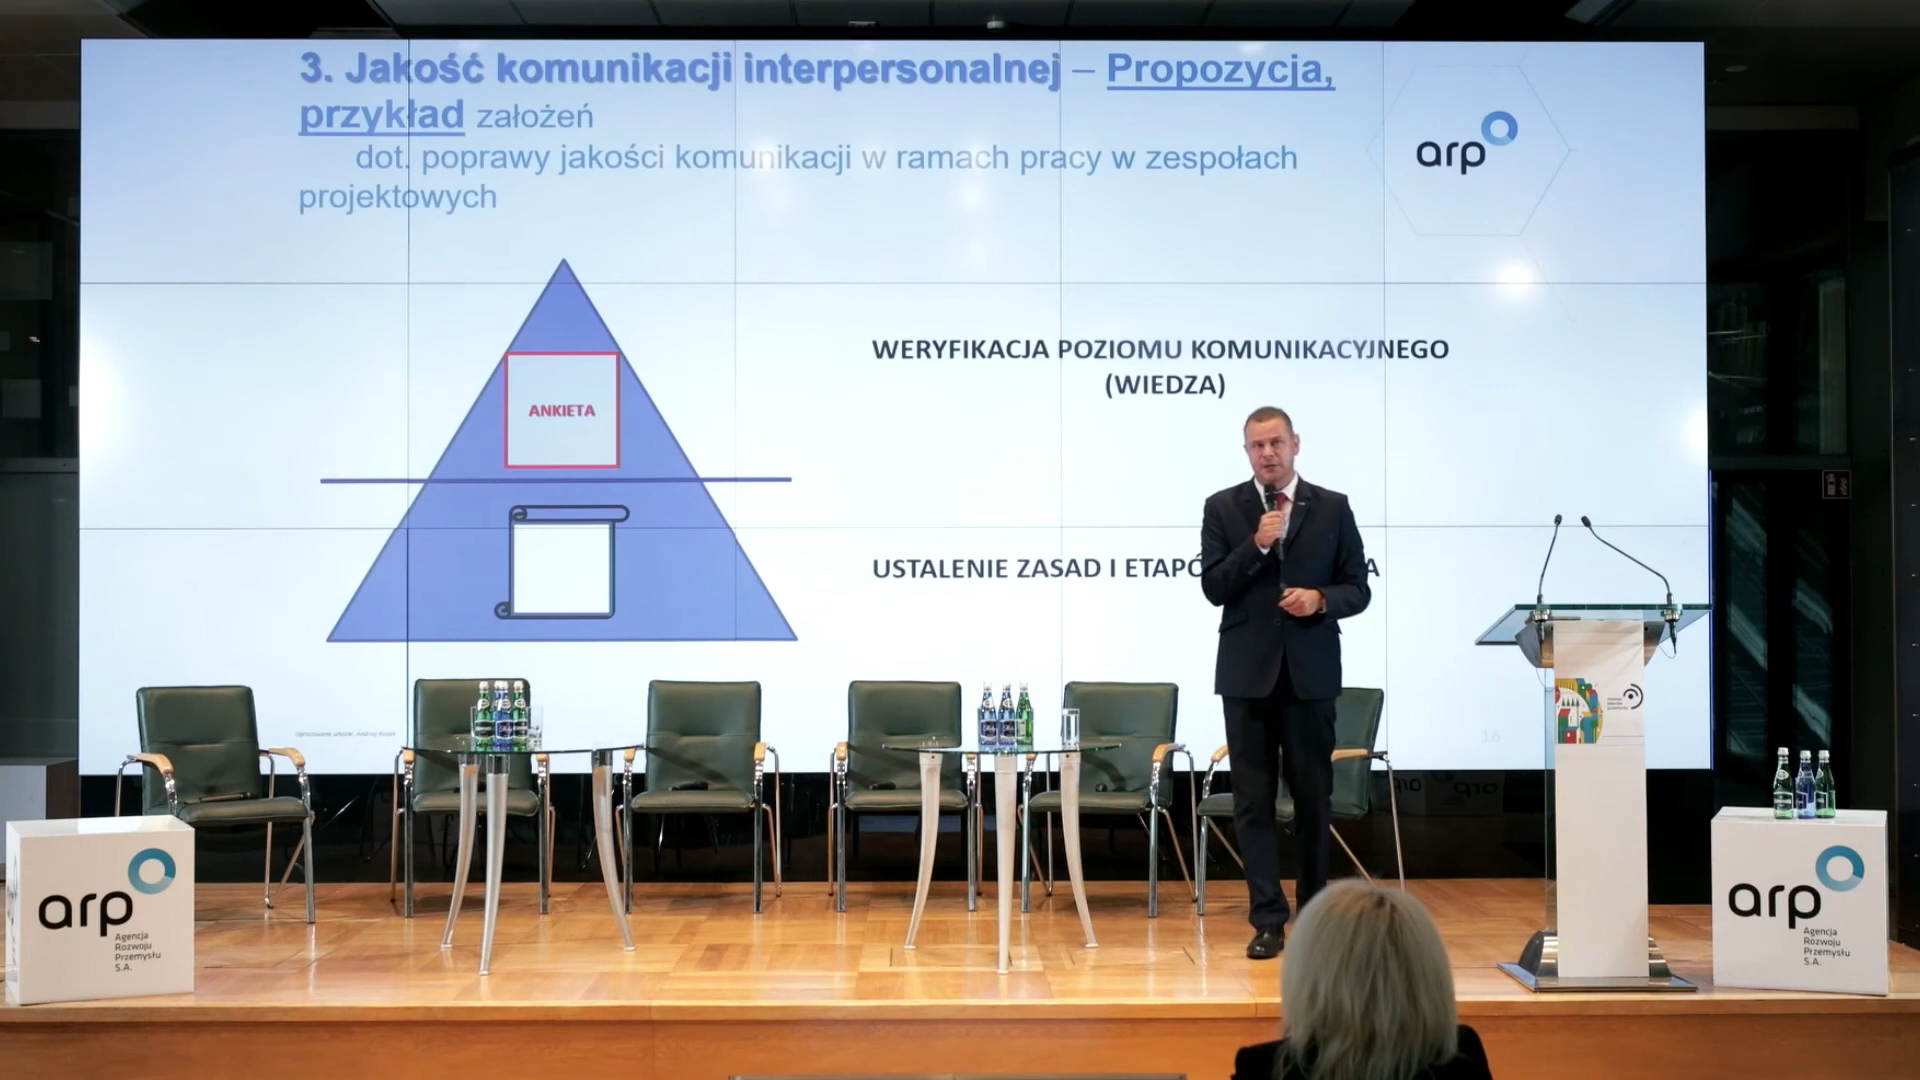 3. Jakość komunikacji interpersonalnej – Propozycja,
przykład założeń
dot. poprawy jakości komunikacji w ramach pracy w zespołach
projektowych
arp
WERYFIKACJA POZIOMU KOMUNIKACYJNEGO
(WIEDZA)
ANKIETA
USTALENIE ZASAD I ETAPÓ A
16
arp
Agencja
Rozwoju
Przemysłu
S.A.
arp
Agencja
Rozwoju
Przemysłu
S.A.